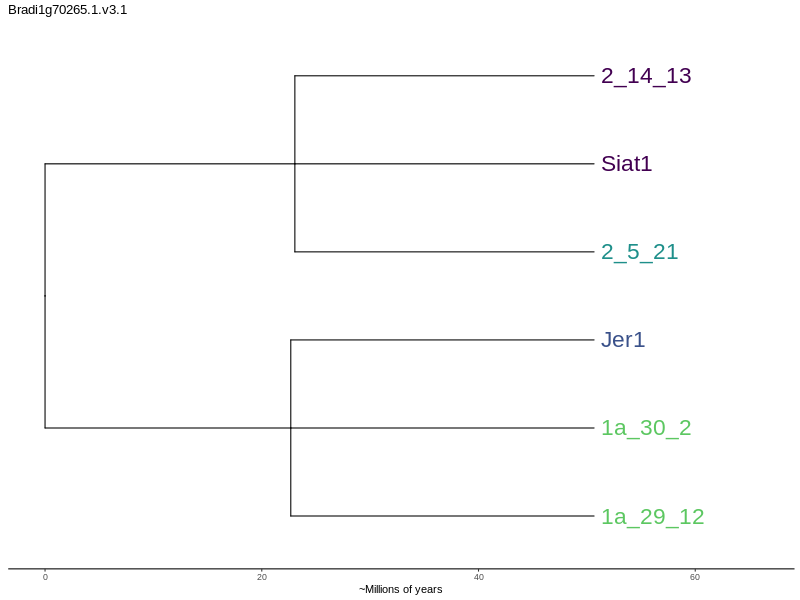 Bradi1g70265.1.v3.1
2_14_13
Siat1
2_5_21
Jer1
1a_30_2
1a_29_12
0 20 40 60
~Millions of years